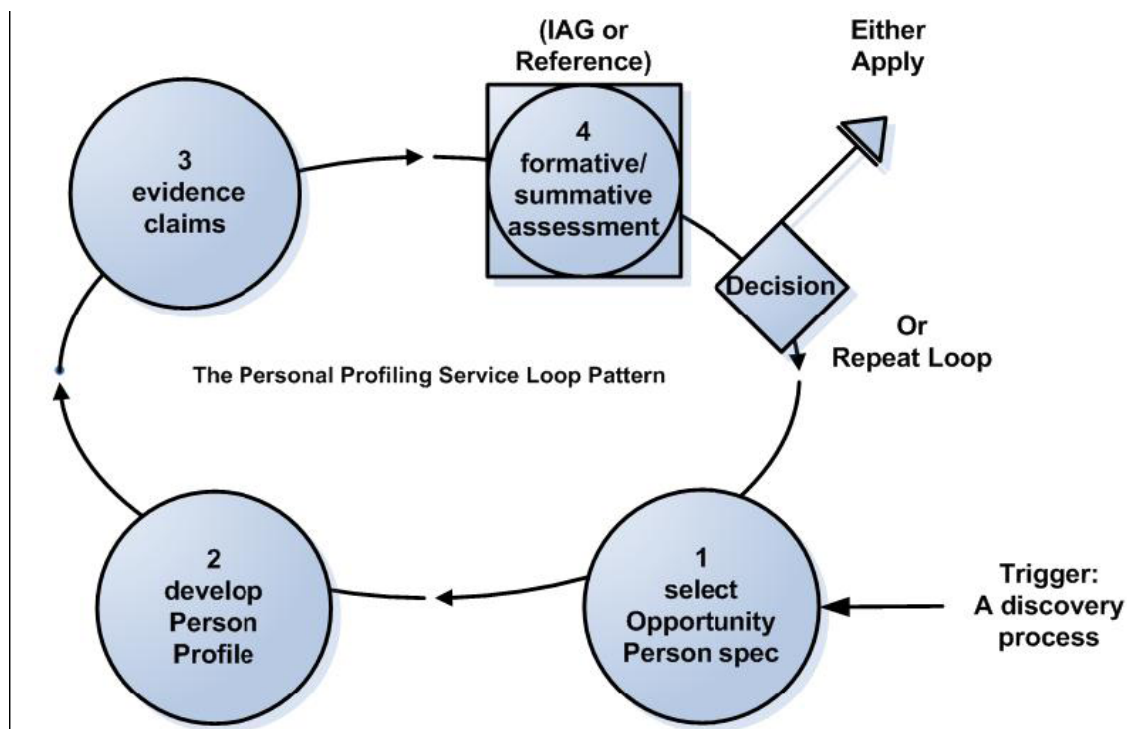 (IAG or
Reference)
Either
Apply
3
evidence
claims
4
formative/
summative
assessment
Decision
Or
Repeat Loop
The Personal Profiling Service Loop Pattern
2
develop
Person
Profile
1
select
Opportunity
Person spec
Trigger:
A discovery
process